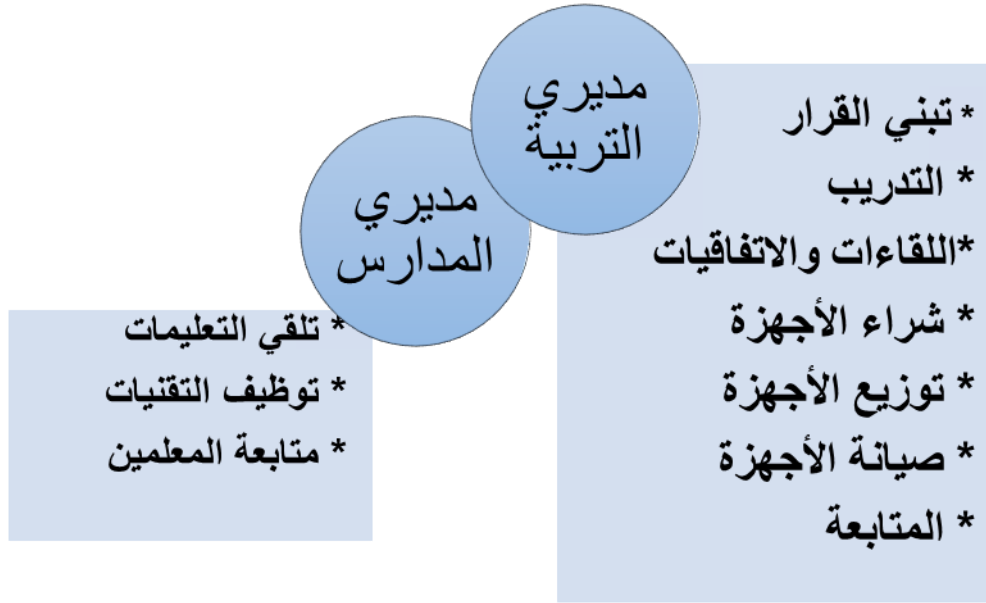 مديري
التربية
* تبني القرار
* التدريب
*اللقاءات والاتفاقيات
* شراء الأجهزة
* توزيع الأجهزة
* صيانة الأجهزة
* المتابعة
مديري
المدارس
* تلقي التعليمات
* توظيف التقنيات
* متابعة المعلمين